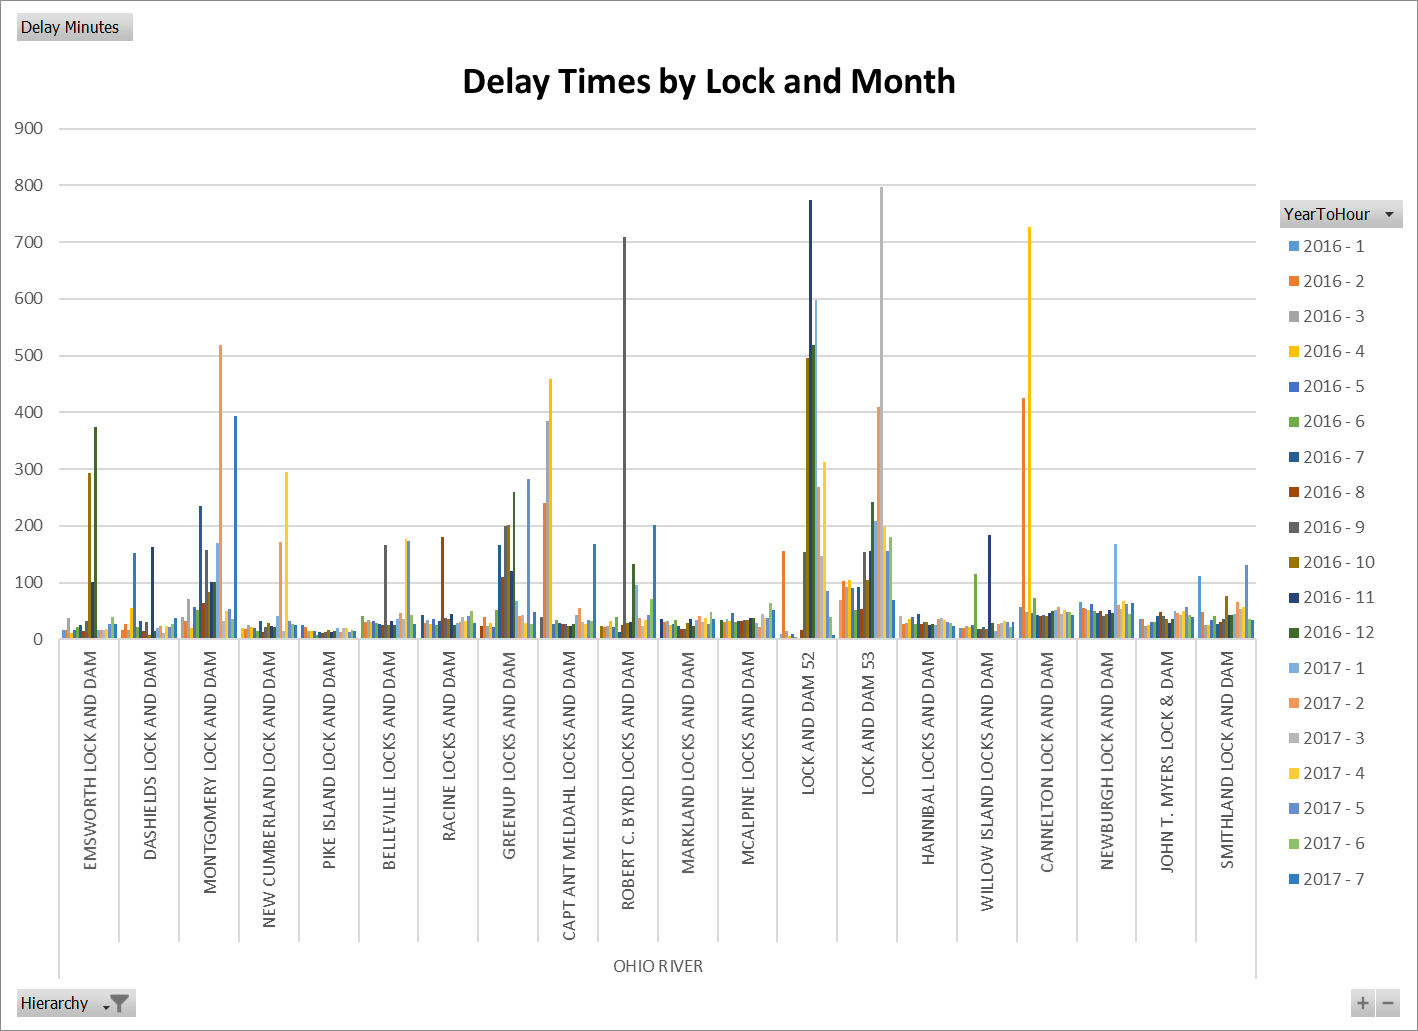 Delay Minutes
Delay Times by Lock and Month
900
800
700
600
500
400
300
200
100
0
YearToHour
2016 - 1
2016 - 2
2016 - 3
2016 - 4
2016 - 5
2016 - 6
2016 - 7
2016 - 8
2016 - 9
2016 - 10
2016 - 11
2016 - 12
2017 - 1
2017 - 2
2017 - 3
2017 - 4
2017 - 5
2017 - 6
2017 - 7
EMSWORTH LOCK AND DAM
DASHIELDS LOCK AND DAM
MONTGOMERY LOCK AND DAM
NEW CUMBERLAND LOCK AND DAM
PIKE ISLAND LOCK AND DAM
BELLEVILLE LOCKS AND DAM
RACINE LOCKS AND DAM
GREENUP LOCKS AND DAM
CAPT ANT MELDAHL LOCKS AND DAM
ROBERT C. BYRD LOCKS AND DAM
MARKLAND LOCKS AND DAM
MCALPINE LOCKS AND DAM
LOCK AND DAM 52
LOCK AND DAM 53
HANNIBAL LOCKS AND DAM
WILLOW ISLAND LOCKS AND DAM
CANNELTON LOCK AND DAM
NEWBURGH LOCK AND DAM
JOHN T. MYERS LOCK & DAM
SMITHLAND LOCK AND DAM
OHIO RIVER
Hierarchy